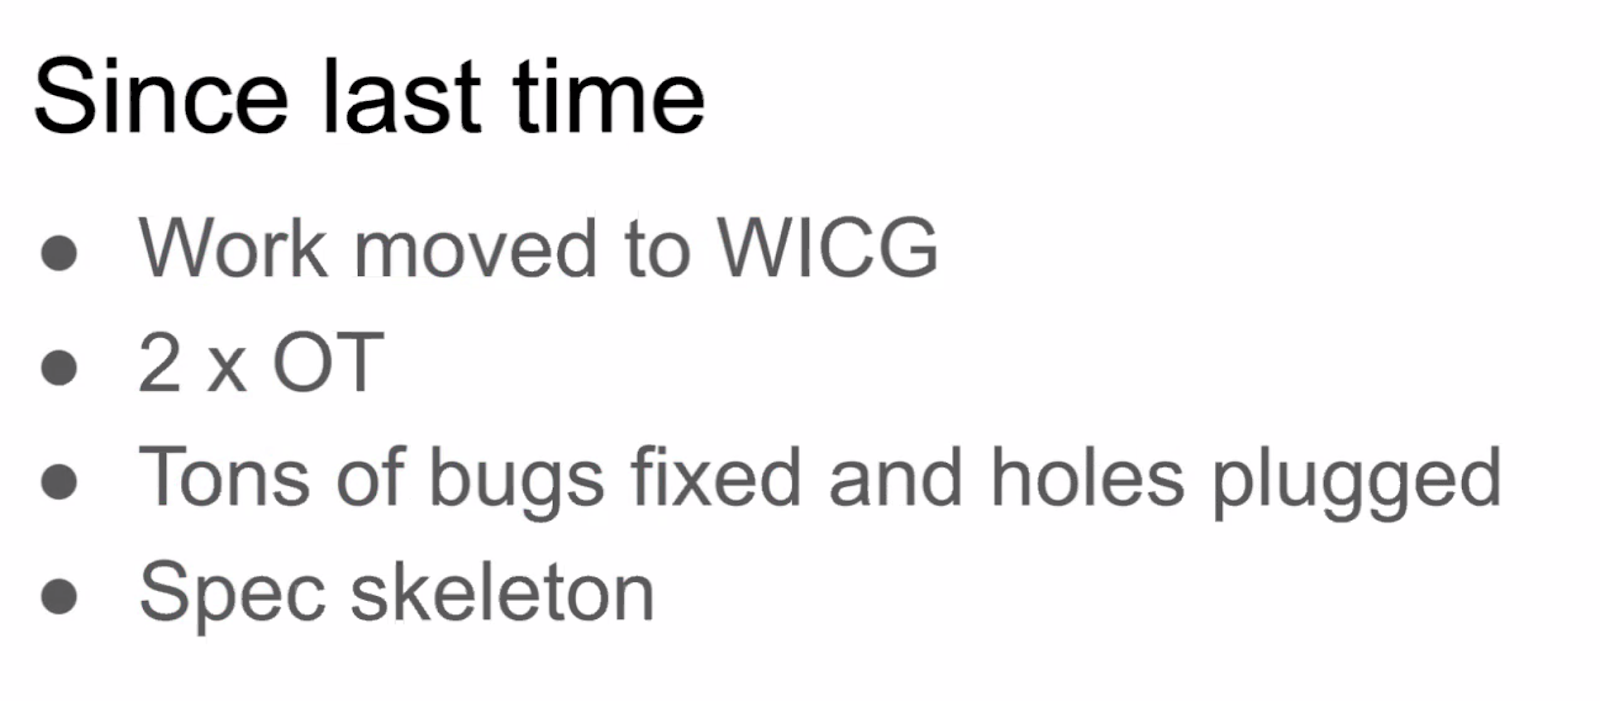 Since last time
● Work moved to WICG
● 2 x OT
● Tons of bugs fixed and holes plugged
● Spec skeleton